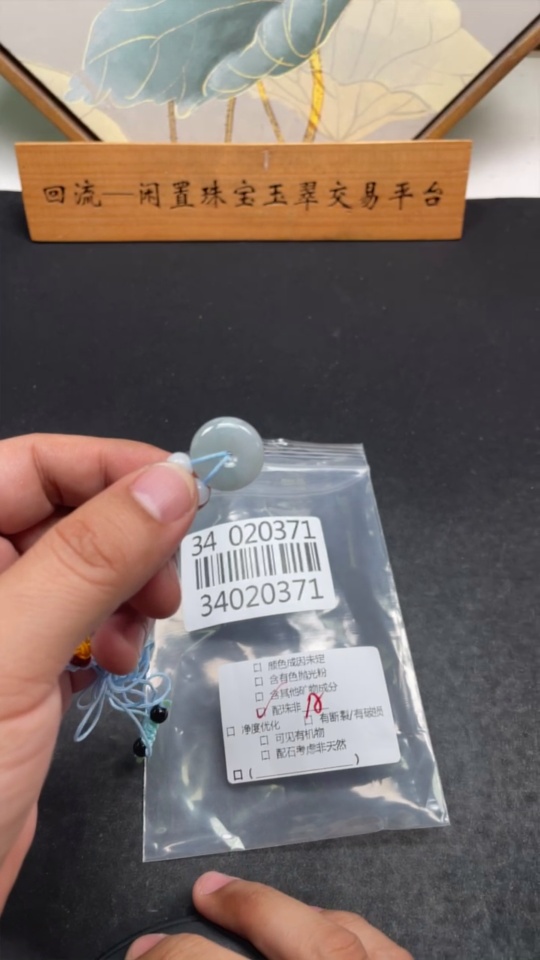 回流—闲置珠宝玉翠交易平台
34 020371
34020371
□ 颜色/成因未定
□ 含有色抛光粉
□ 含其他矿物/成分
□ 配珠非 A
□ 净度优化 □ 有断裂/有破损
□ 可见有机物
□ 配石考虑非天然
□ (____________)